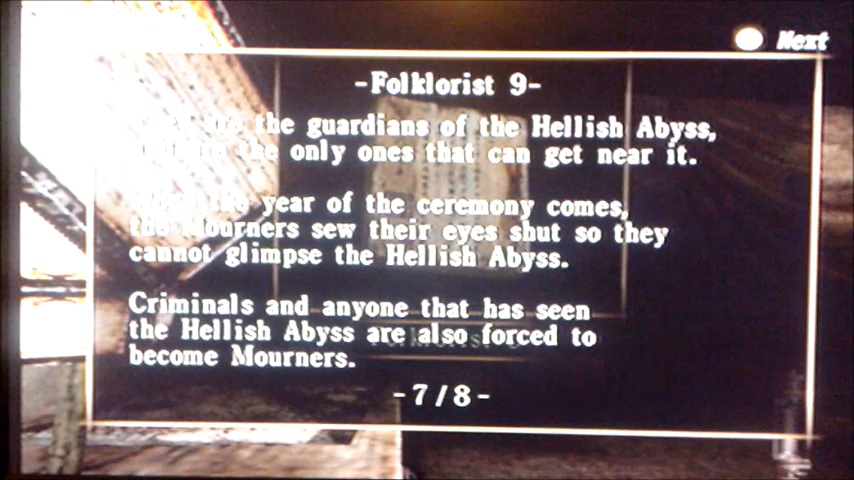 Next
-Folklorist 9-
the guardians of the Hellish Abyss,
the only ones that can get near it.
the year of the ceremony comes,
the Mourners sew their eyes shut so they
cannot glimpse the Hellish Abyss.
Criminals and anyone that has seen
the Hellish Abyss are also forced to
become Mourners.
-7/8-